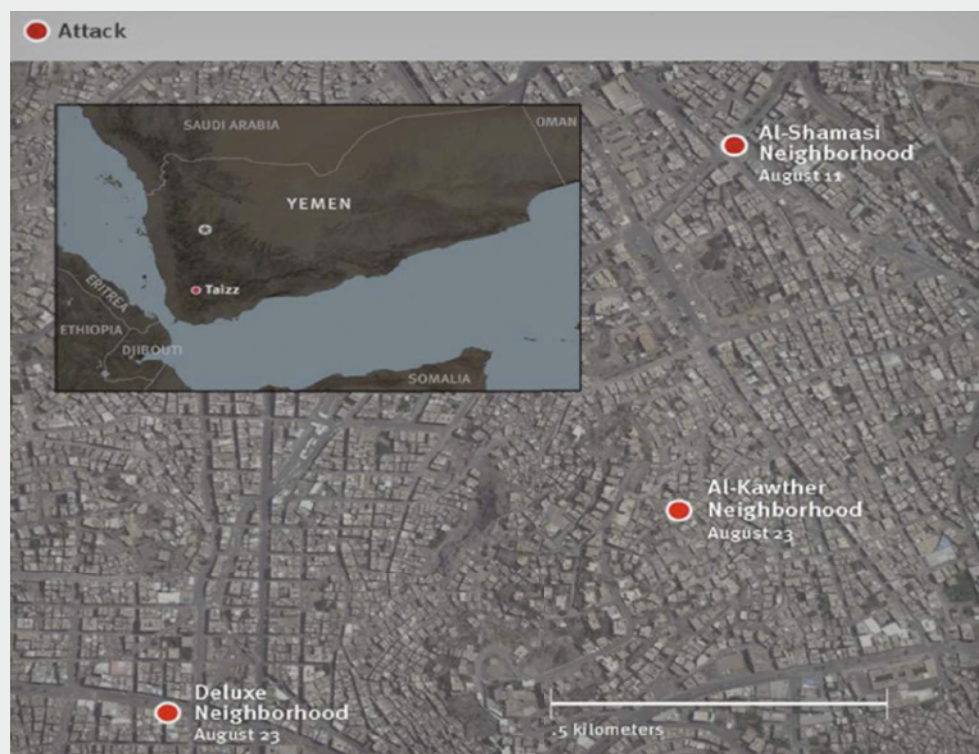 Attack
SAUDI ARABIA
OMAN
YEMEN
Taizz
ERITREA
ETHIOPIA
DJIBOUTI
SOMALIA
Al-Shamasi
Neighborhood
August 11
Al-Kawther
Neighborhood
August 23
Deluxe
Neighborhood
August 23
.5 kilometers